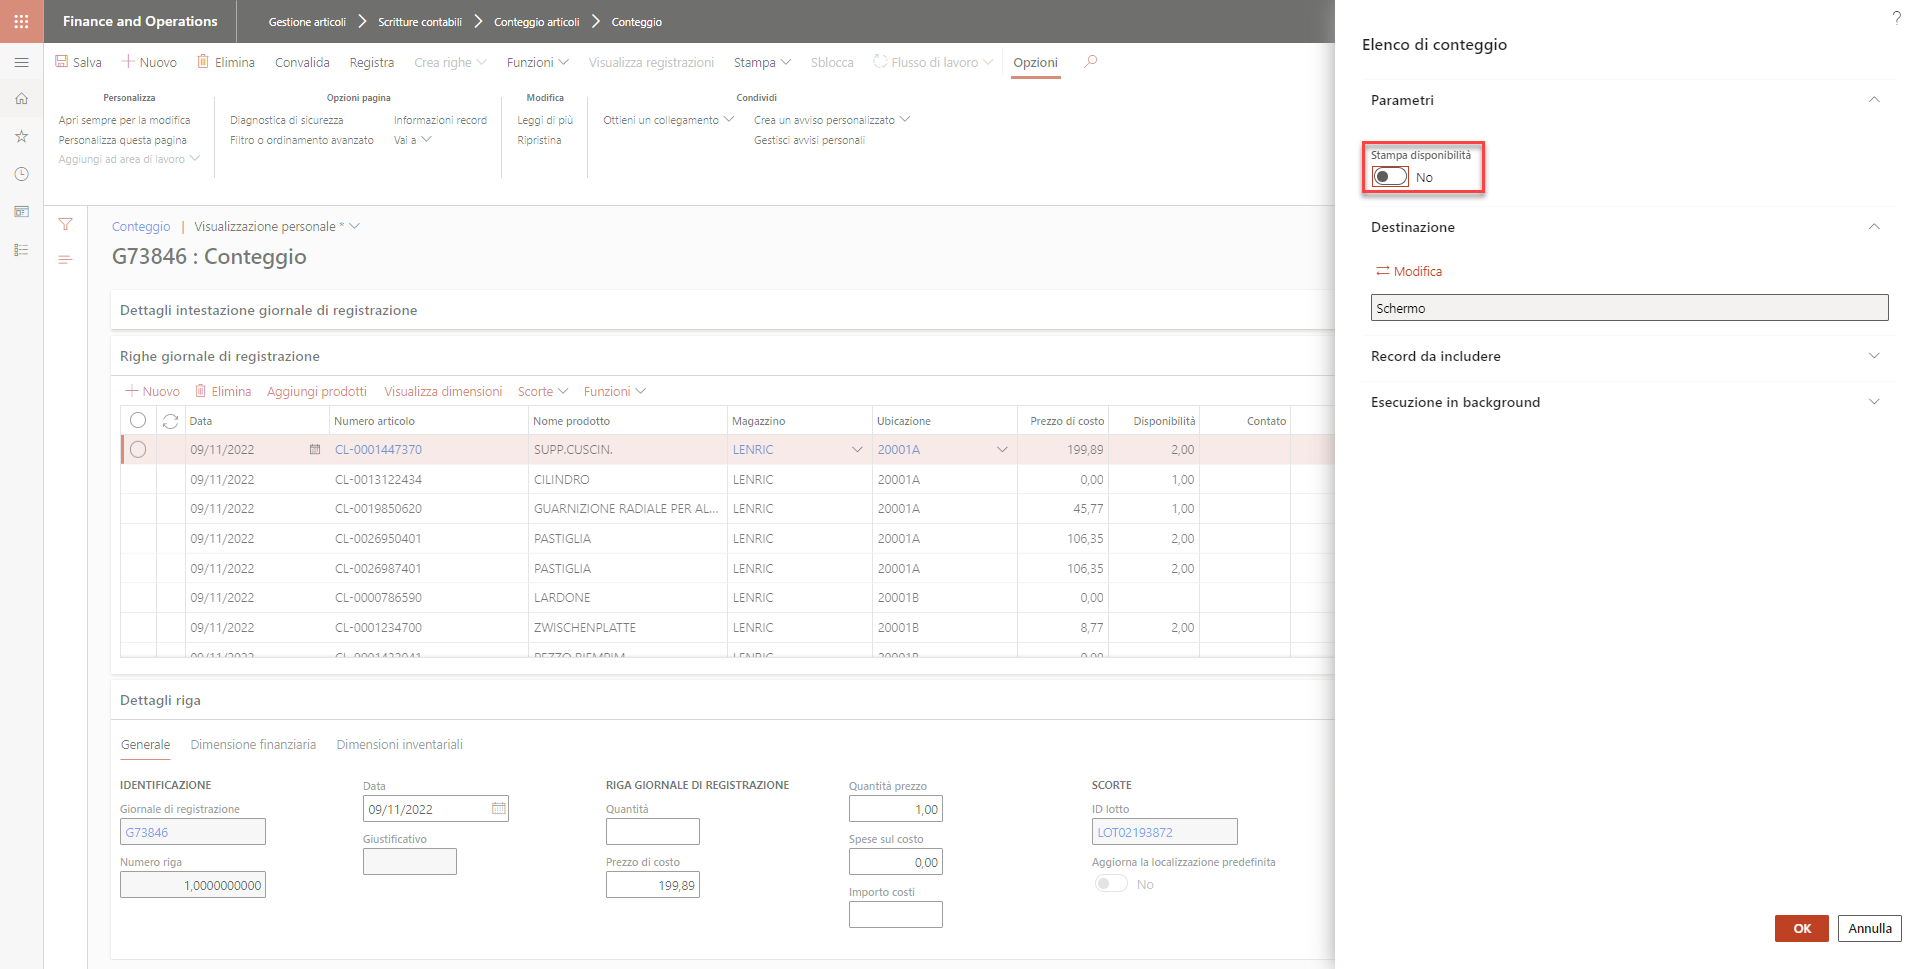 Finance and Operations
Gestione articoli
Scritture contabili
Conteggio articoli
Conteggio
?
Salva
Nuovo
Elimina
Convalida
Registra
Crea righe
Funzioni
Visualizza registrazioni
Stampa
Sblocca
Flusso di lavoro
Opzioni
Personalizza
Apri sempre per la modifica
Personalizza questa pagina
Aggiungi ad area di lavoro
Opzioni pagina
Diagnostica di sicurezza
Filtro o ordinamento avanzato
Informazioni record
Vai a
Modifica
Leggi di più
Ripristina
Condividi
Ottieni un collegamento
Crea un avviso personalizzato
Gestisci avvisi personali
Conteggio | Visualizzazione personale *
G73846 : Conteggio
Dettagli intestazione giornale di registrazione
Righe giornale di registrazione
Nuovo Elimina Aggiungi prodotti Visualizza dimensioni Scorte Funzioni
Data Numero articolo Nome prodotto Magazzino Ubicazione Prezzo di costo Disponibilità Contato
09/11/2022 CL-0001447370 SUPP.CUSCIN. LENRIC 20001A 199,89 2,00
09/11/2022 CL-0013122434 CILINDRO LENRIC 20001A 0,00 1,00
09/11/2022 CL-0019850620 GUARNIZIONE RADIALE PER AL... LENRIC 20001A 45,77 1,00
09/11/2022 CL-0026950401 PASTIGLIA LENRIC 20001A 106,35 2,00
09/11/2022 CL-0026987401 PASTIGLIA LENRIC 20001A 106,35 2,00
09/11/2022 CL-0000786590 LARDONE LENRIC 20001B 0,00
09/11/2022 CL-0001234700 ZWISCHENPLATTE LENRIC 20001B 8,77 2,00
09/11/2022 LENRIC 20001B 0,00
Dettagli riga
Generale Dimensione finanziaria Dimensioni inventariali
IDENTIFICAZIONE
Giornale di registrazione
G73846
Numero riga
1,0000000000
Data
09/11/2022
Giustificativo
RIGA GIORNALE DI REGISTRAZIONE
Quantità
Prezzo di costo
199,89
Quantità prezzo
1,00
Spese sul costo
0,00
Importo costi
SCORTE
ID lotto
LOT02193872
Aggiorna la localizzazione predefinita
No
Elenco di conteggio
Parametri
Stampa disponibilità
No
Destinazione
Modifica
Schermo
Record da includere
Esecuzione in background
OK
Annulla